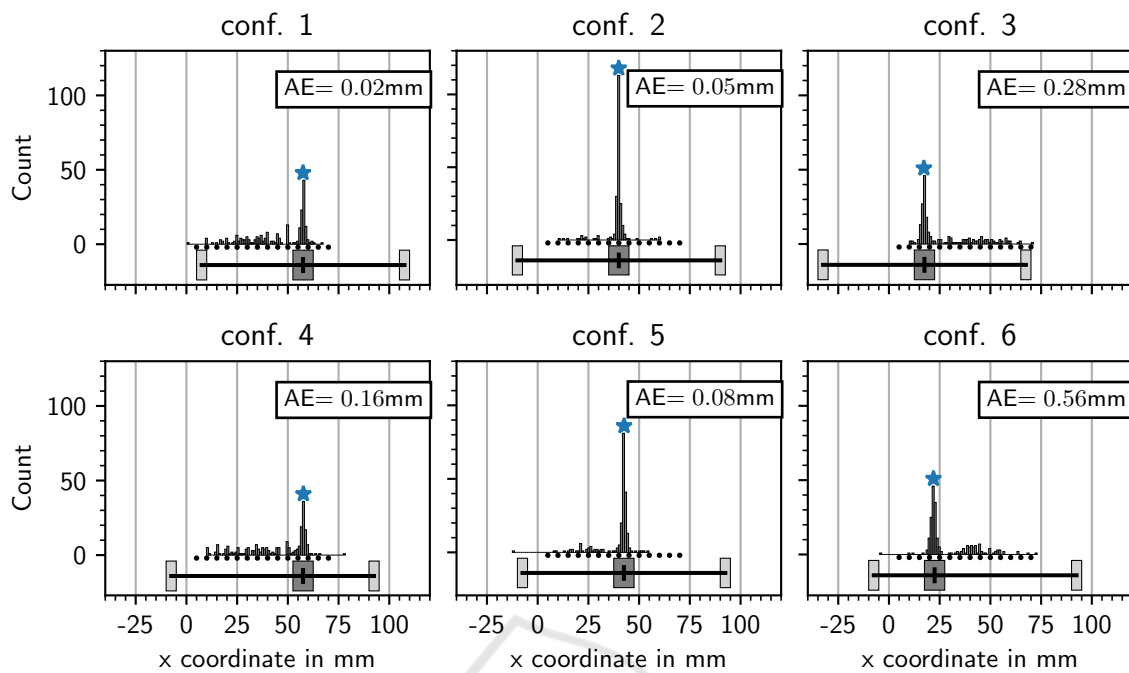 conf. 1
conf. 2
conf. 3
AE= 0.02mm
AE= 0.05mm
AE= 0.28mm
100
50
0
Count
conf. 4
conf. 5
conf. 6
AE= 0.16mm
AE= 0.08mm
AE= 0.56mm
100
50
0
Count
-25 0 25 50 75 100
-25 0 25 50 75 100
-25 0 25 50 75 100
x coordinate in mm
x coordinate in mm
x coordinate in mm